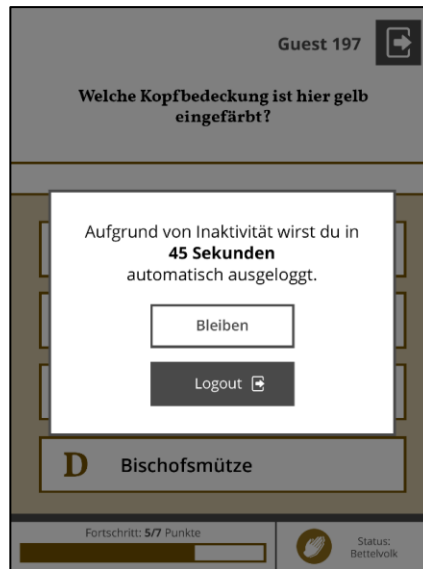 Guest 197
Welche Kopfbedeckung ist hier gelb
eingefärbt?
Aufgrund von Inaktivität wirst du in
45 Sekunden
automatisch ausgeloggt.
Bleiben
Logout
D Bischofsmütze
Fortschritt: 5/7 Punkte
Status:
Bettelvolk